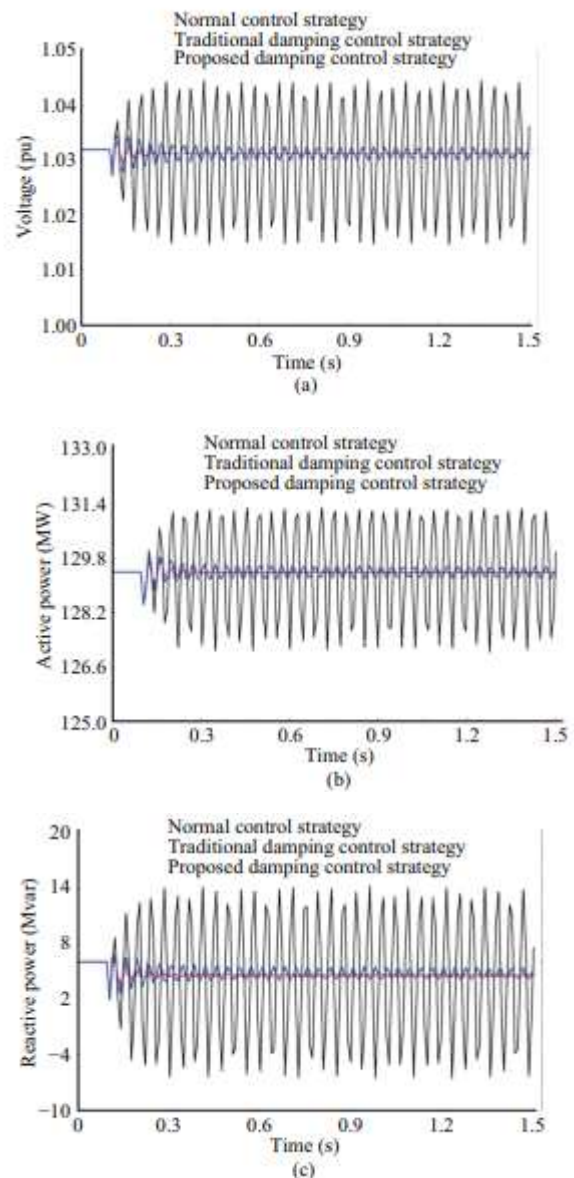 Normal control strategy
Traditional damping control strategy
Proposed damping control strategy
1.05
1.04
1.03
1.02
1.01
1.00
Voltage (pu)
0 0.3 0.6 0.9 1.2 1.5
Time (s)
(a)
Normal control strategy
Traditional damping control strategy
Proposed damping control strategy
133.0
131.4
129.8
128.2
126.6
125.0
Active power (MW)
0 0.3 0.6 0.9 1.2 1.5
Time (s)
(b)
Normal control strategy
Traditional damping control strategy
Proposed damping control strategy
20
14
8
2
−4
−10
Reactive power (Mvar)
0 0.3 0.6 0.9 1.2 1.5
Time (s)
(c)